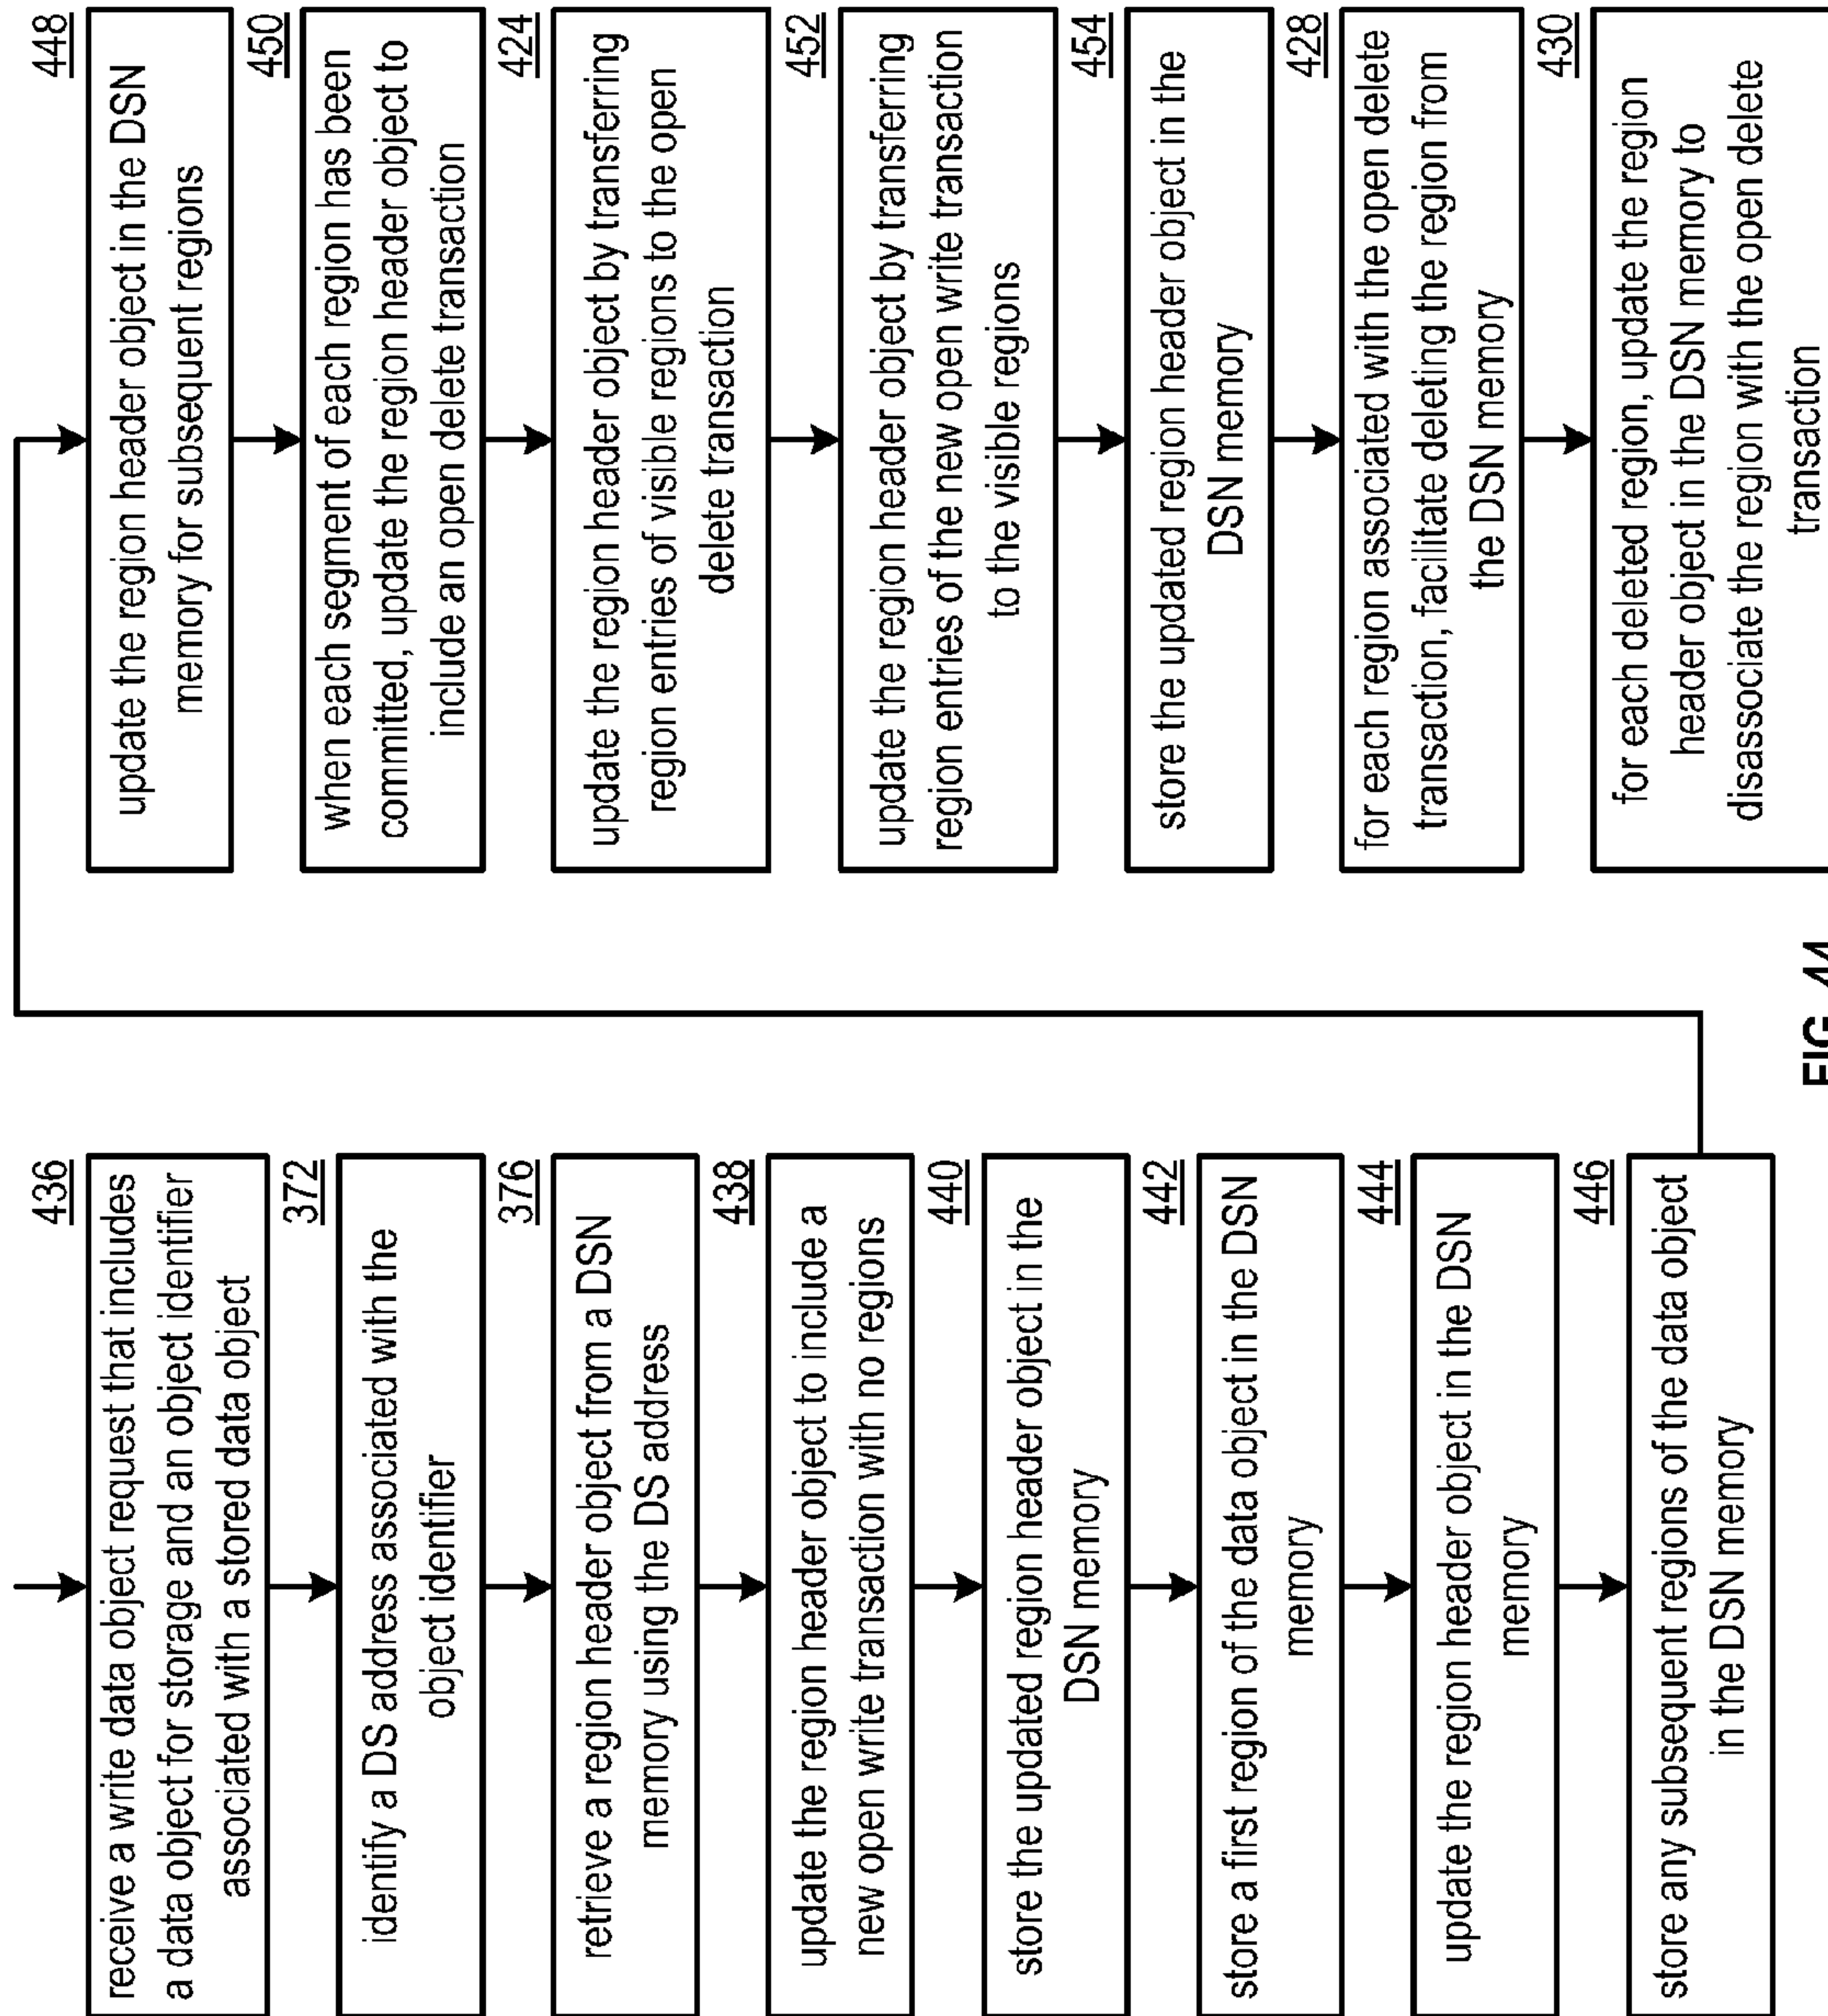 436
receive a write data object request that includes
a data object for storage and an object identifier
associated with a stored data object
372
identify a DS address associated with the
object identifier
376
retrieve a region header object from a DSN
memory using the DS address
438
update the region header object to include a
new open write transaction with no regions
440
store the updated region header object in the
DSN memory
442
store a first region of the data object in the DSN
memory
444
update the region header object in the DSN
memory
446
store any subsequent regions of the data object
in the DSN memory
448
update the region header object in the DSN
memory for subsequent regions
450
when each segment of each region has been
committed, update the region header object to
include an open delete transaction
424
update the region header object by transferring
region entries of visible regions to the open
delete transaction
452
update the region header object by transferring
region entries of the new open write transaction
to the visible regions
454
store the updated region header object in the
DSN memory
428
for each region associated with the open delete
transaction, facilitate deleting the region from
the DSN memory
430
for each deleted region, update the region
header object in the DSN memory to
disassociate the region with the open delete
transaction
FIG. 44